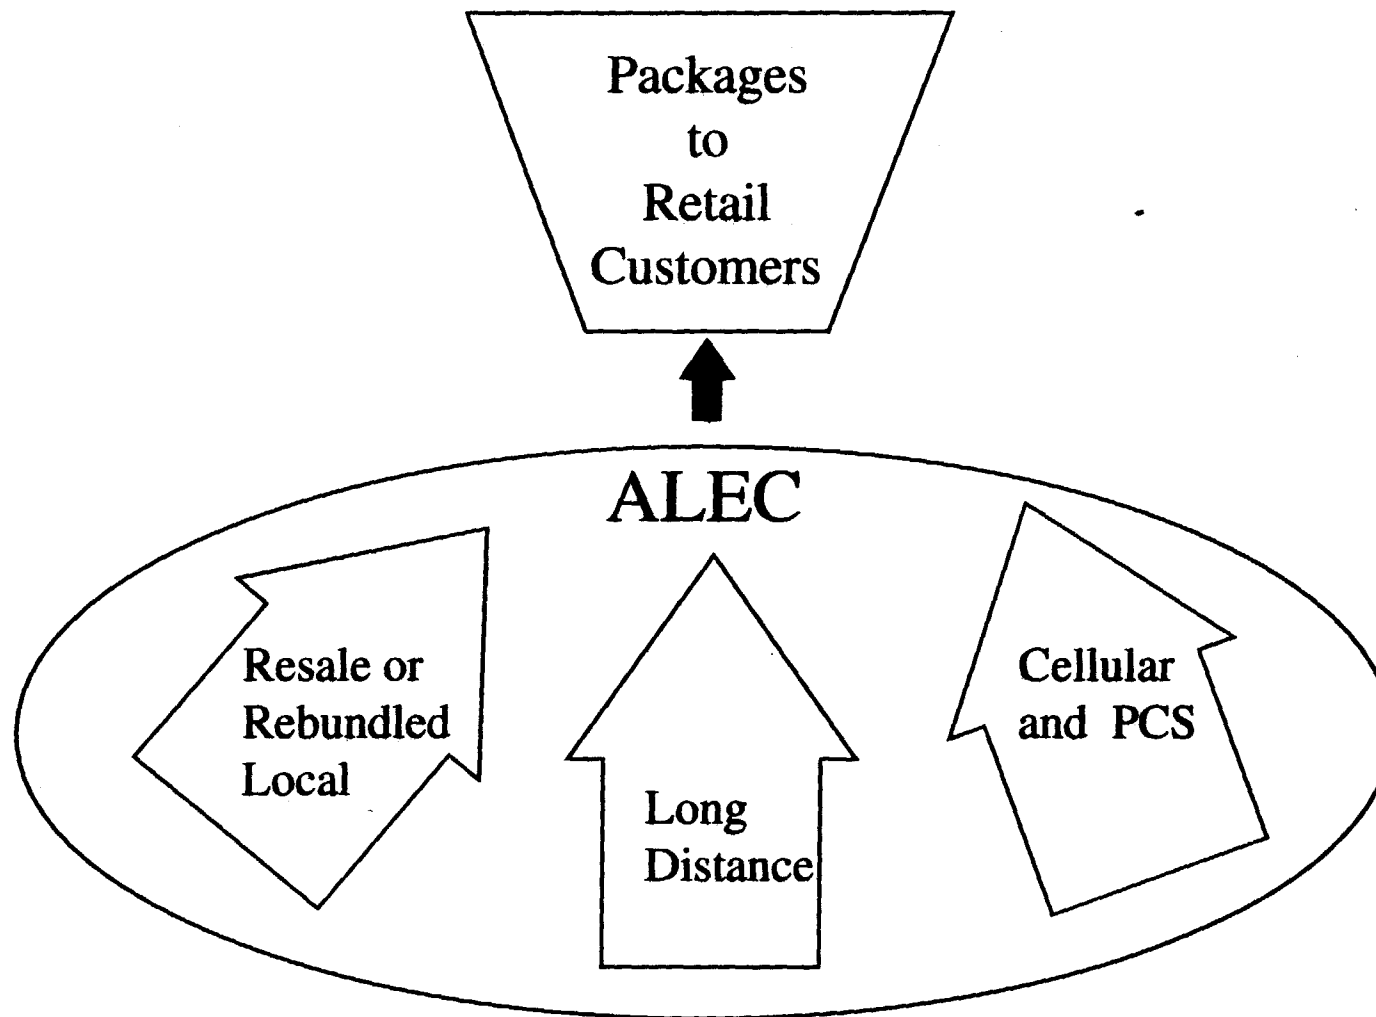 Packages
to
Retail
Customers
ALEC
Resale or
Rebundled
Local
Long
Distance
Cellular
and PCS